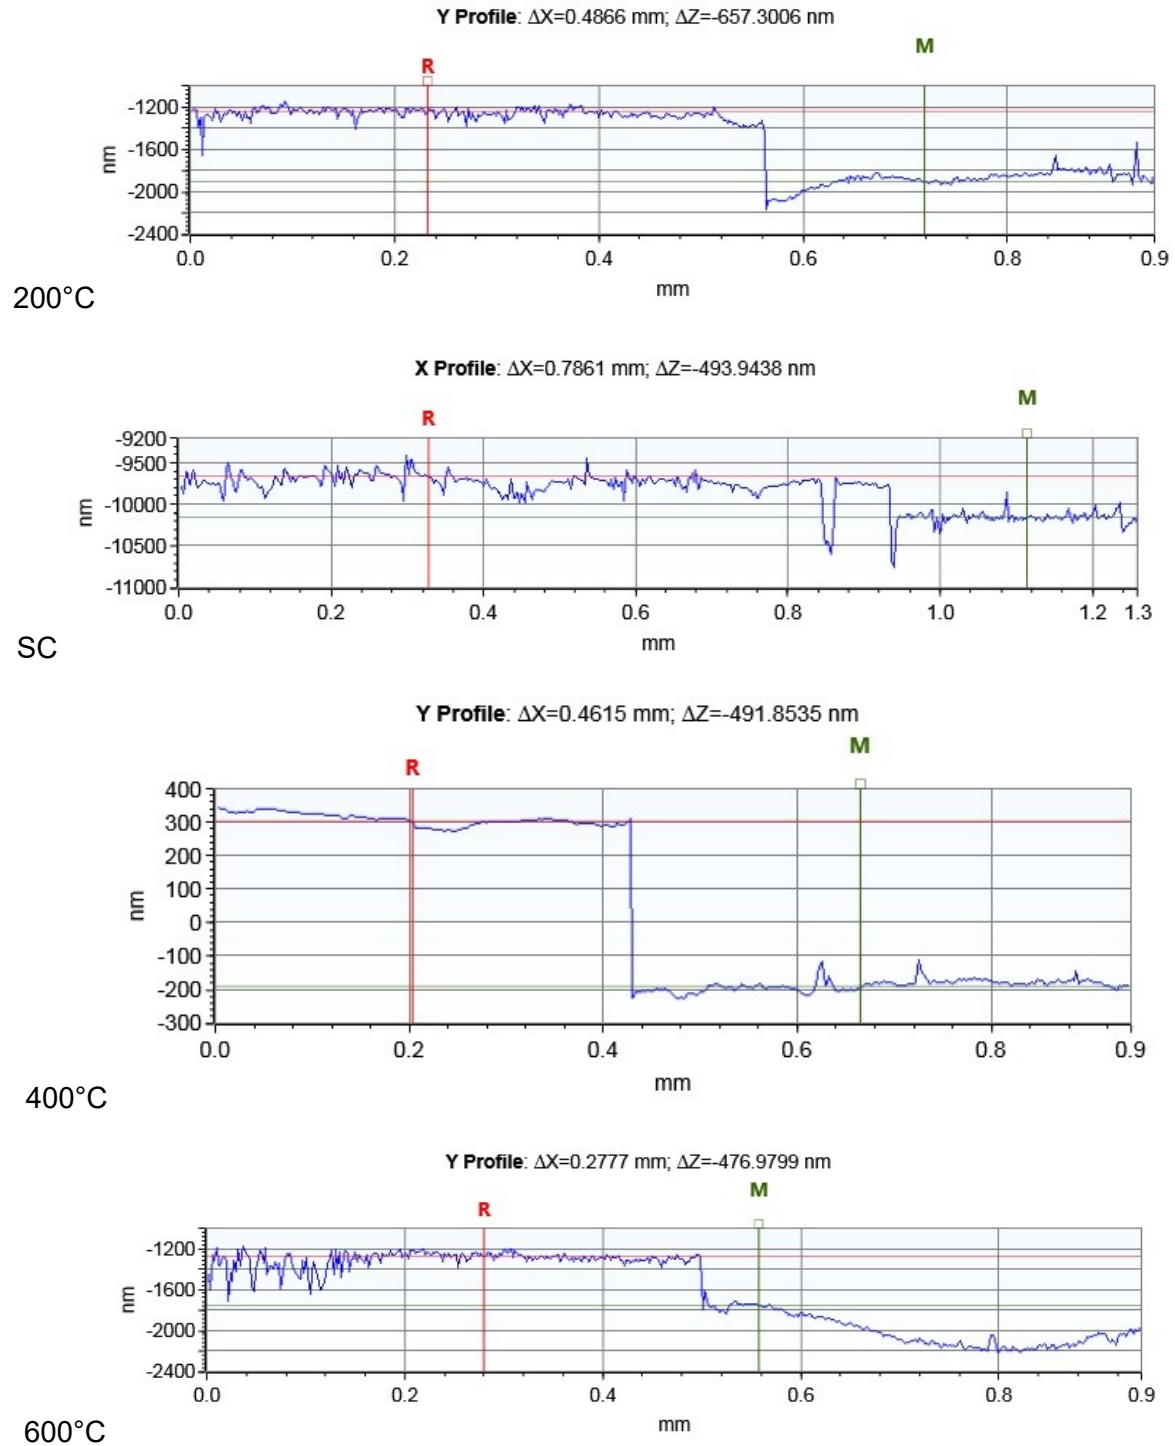 Y Profile: ΔX=0.4866 mm; ΔZ=-657.3006 nm
M
R
-1200
-1600
-2000
-2400
nm
0.0 0.2 0.4 0.6 0.8 0.9
mm
200°C
X Profile: ΔX=0.7861 mm; ΔZ=-493.9438 nm
M
R
-9200
-9500
-10000
-10500
-11000
nm
0.0 0.2 0.4 0.6 0.8 1.0 1.2 1.3
mm
SC
Y Profile: ΔX=0.4615 mm; ΔZ=-491.8535 nm
M
R
400
300
200
100
0
-100
-200
-300
nm
0.0 0.2 0.4 0.6 0.8 0.9
mm
400°C
Y Profile: ΔX=0.2777 mm; ΔZ=-476.9799 nm
M
R
-1200
-1600
-2000
-2400
nm
0.0 0.2 0.4 0.6 0.8 0.9
mm
600°C